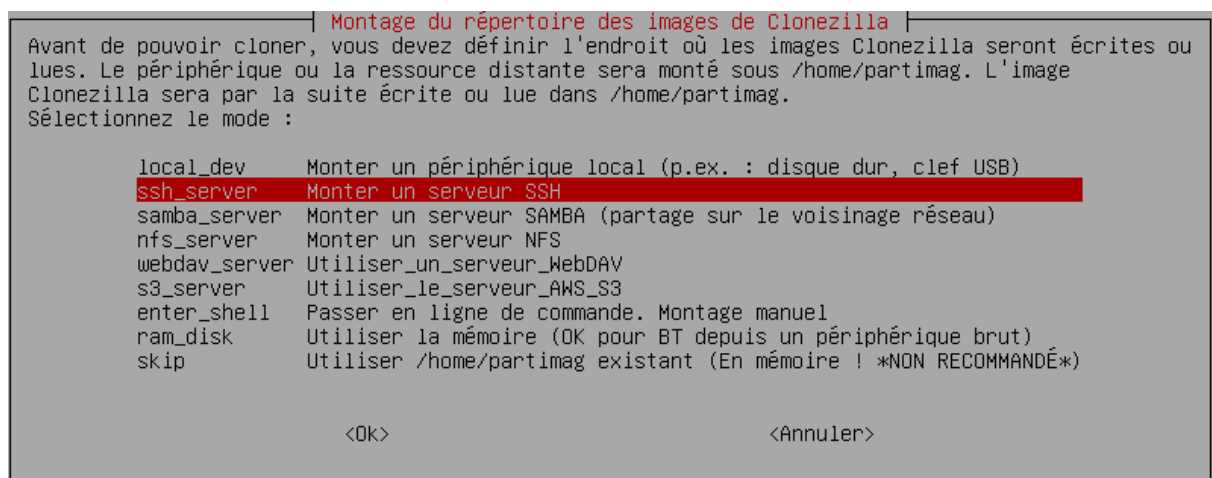 Montage du répertoire des images de Clonezilla
Avant de pouvoir cloner, vous devez définir l'endroit où les images Clonezilla seront écrites ou
lues. Le périphérique ou la ressource distante sera monté sous /home/partimag. L'image
Clonezilla sera par la suite écrite ou lue dans /home/partimag.
Sélectionnez le mode :
local_dev Monter un périphérique local (p.ex. : disque dur, clef USB)
ssh_server Monter un serveur SSH
samba_server Monter un serveur SAMBA (partage sur le voisinage réseau)
nfs_server Monter un serveur NFS
webdav_server Utiliser_un_serveur_WebDAV
s3_server Utiliser_le_serveur_AWS_S3
enter_shell Passer en ligne de commande. Montage manuel
ram_disk Utiliser la mémoire (OK pour BT depuis un périphérique brut)
skip Utiliser /home/partimag existant (En mémoire ! *NON RECOMMANDÉ*)
<Ok> <Annuler>